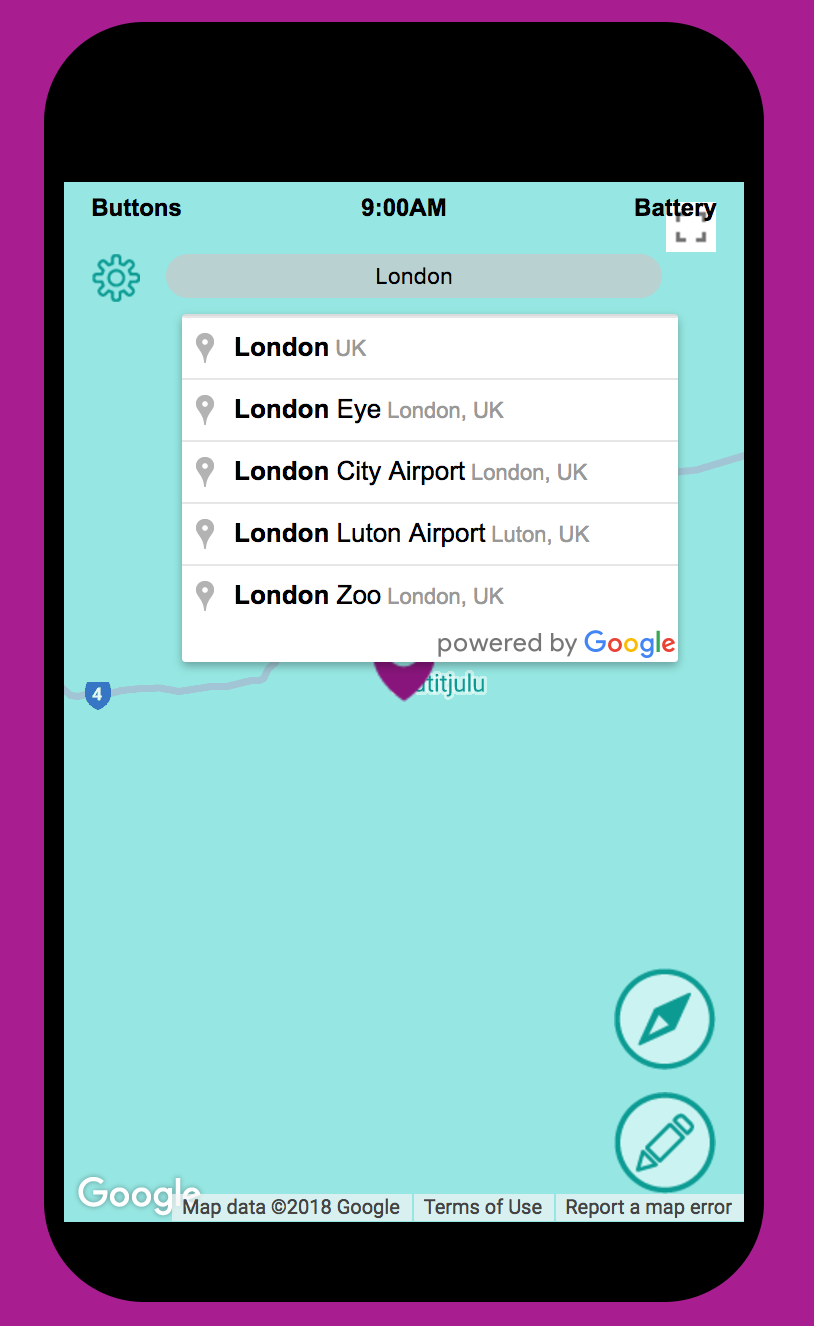 Buttons 9:00AM Battery
London
London UK
London Eye London, UK
London City Airport London, UK
London Luton Airport Luton, UK
London Zoo London, UK
powered by Google
4
Google Map data ©2018 Google Terms of Use Report a map error